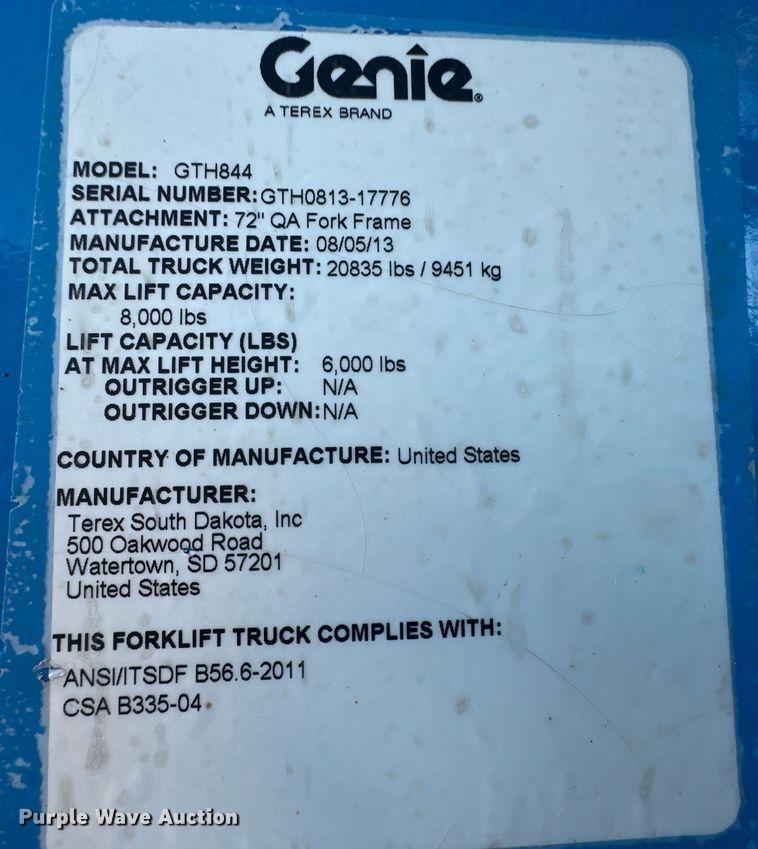 Genie®
A TEREX BRAND
MODEL: GTH844
SERIAL NUMBER: GTH0813-17776
ATTACHMENT: 72" QA Fork Frame
MANUFACTURE DATE: 08/05/13
TOTAL TRUCK WEIGHT: 20835 lbs / 9451 kg
MAX LIFT CAPACITY:
8,000 lbs
LIFT CAPACITY (LBS)
AT MAX LIFT HEIGHT: 6,000 lbs
OUTRIGGER UP: N/A
OUTRIGGER DOWN: N/A
COUNTRY OF MANUFACTURE: United States
MANUFACTURER:
Terex South Dakota, Inc
500 Oakwood Road
Watertown, SD 57201
United States
THIS FORKLIFT TRUCK COMPLIES WITH:
ANSI/ITSDF B56.6-2011
CSA B335-04
Purple Wave Auction